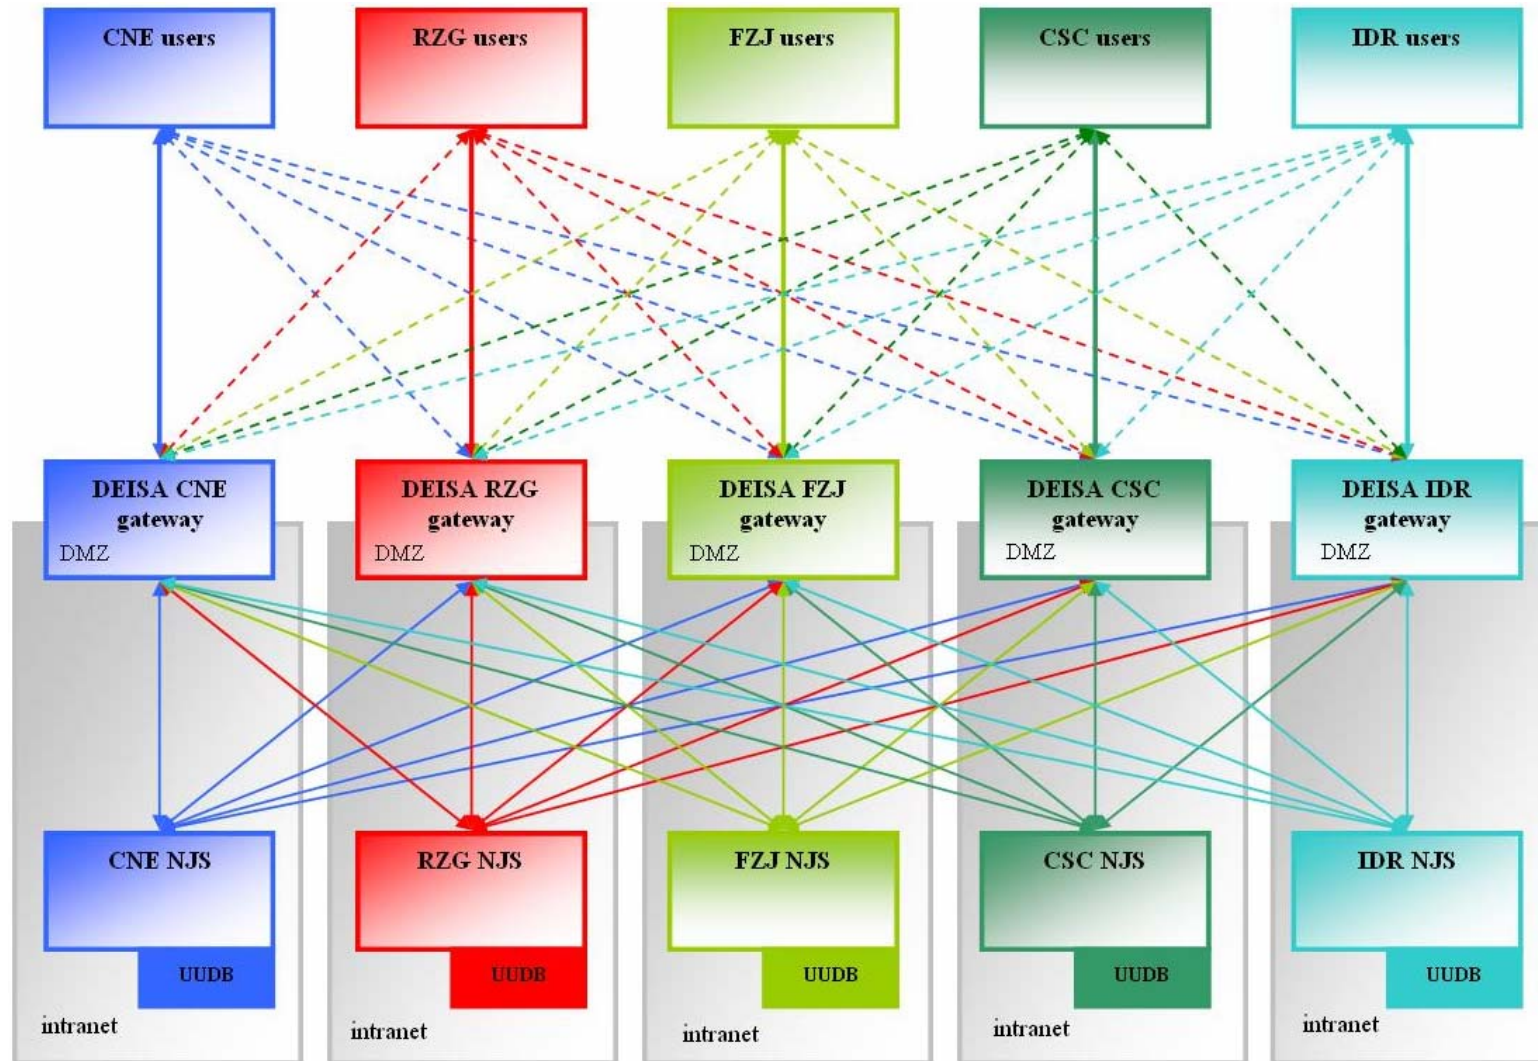 CNE users
RZG users
FZJ users
CSC users
IDR users
DEISA CNE
gateway
DMZ
DEISA RZG
gateway
DMZ
DEISA FZJ
gateway
DMZ
DEISA CSC
gateway
DMZ
DEISA IDR
gateway
DMZ
CNE NJS
RZG NJS
FZJ NJS
CSC NJS
IDR NJS
UUDB
UUDB
UUDB
UUDB
UUDB
intranet
intranet
intranet
intranet
intranet